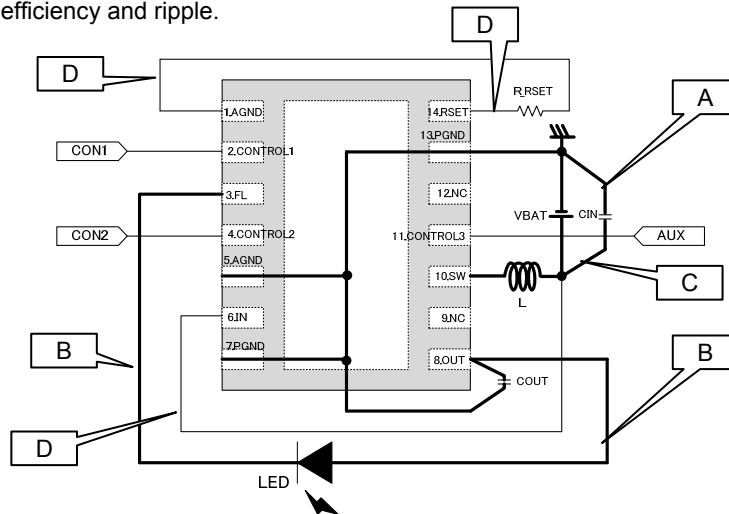 efficiency and ripple.
D
D
A
R_RSET
1.AGND
14.RSET
13.PGND
CON1
2.CONTROL1
3.FL
12.NC
VBAT
CIN
CON2
4.CONTROL2
11.CONTROL3
AUX
5.AGND
10.SW
C
L
6.IN
9.NC
B
7.PGND
8.OUT
B
COUT
D
LED